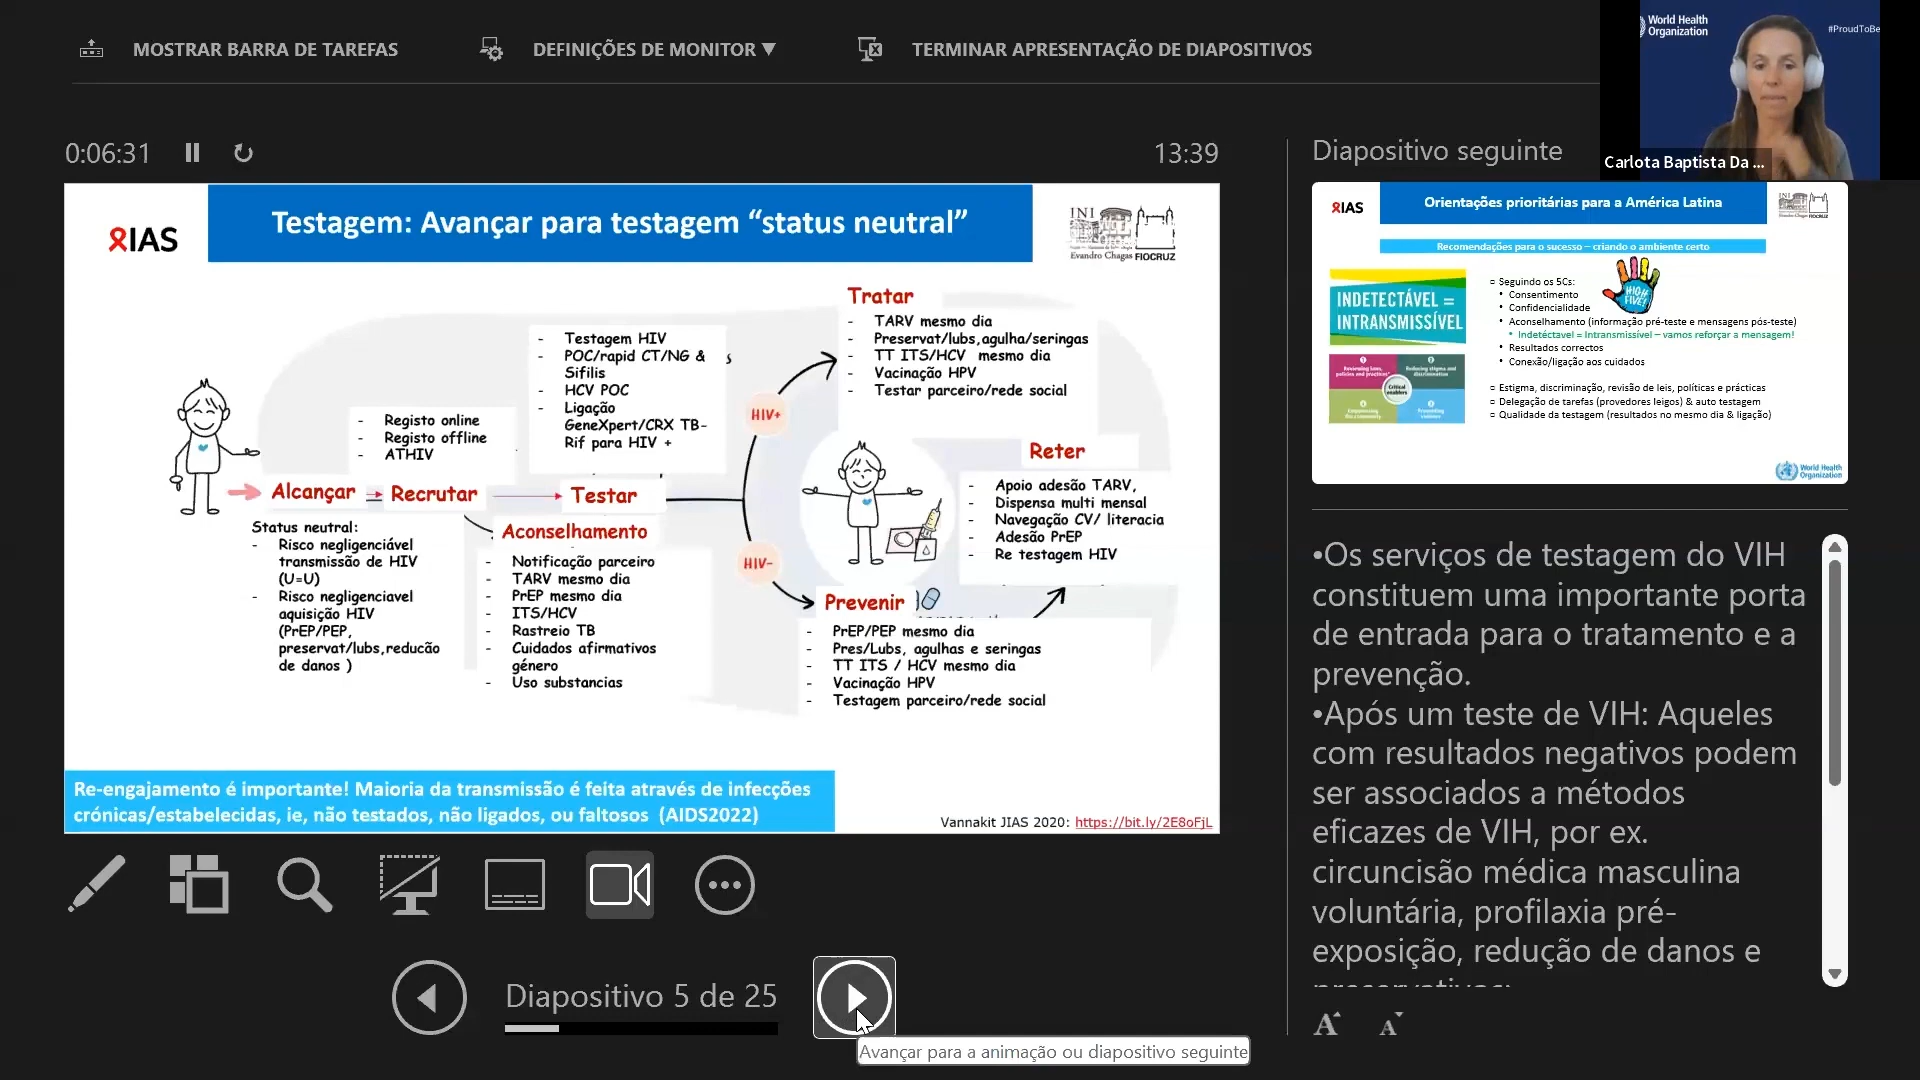 MOSTRAR BARRA DE TAREFAS
DEFINIÇÕES DE MONITOR ▼
TERMINAR APRESENTAÇÃO DE DIAPOSITIVOS
World Health
Organization
#ProudToBe
Carlota Baptista Da ...
0:06:31
13:39
IAS
Testagem: Avançar para testagem “status neutral”
INI
Evandro Chagas FIOCRUZ
Alcançar
Status neutral:
- Risco negligenciável
transmissão de HIV
(U=U)
- Risco negligenciavel
aquisição HIV
(PrEP/PEP,
preservat/lubs,redução
de danos )
- Registo online
- Registo offline
- ATHIV
Recrutar
- Testagem HIV
- POC/rapid CT/NG &
Sifilis
- HCV POC
- Ligação
GeneXpert/CRX TB-
Rif para HIV +
Testar
Aconselhamento
- Notificação parceiro
- TARV mesmo dia
- PrEP mesmo dia
- ITS/HCV
- Rastreio TB
- Cuidados afirmativos
género
- Uso substancias
HIV+
Tratar
- TARV mesmo dia
- Preservat/lubs,agulha/seringas
- TT ITS/HCV mesmo dia
- Vacinação HPV
- Testar parceiro/rede social
HIV-
Prevenir
- PrEP/PEP mesmo dia
- Pres/Lubs, agulhas e seringas
- TT ITS / HCV mesmo dia
- Vacinação HPV
- Testagem parceiro/rede social
Reter
- Apoio adesão TARV,
- Dispensa multi mensal
- Navegação CV/ literacia
- Adesão PrEP
- Re testagem HIV
Re-engajamento é importante! Maioria da transmissão é feita através de infecções
crónicas/estabelecidas, ie, não testados, não ligados, ou faltosos (AIDS2022)
Vannakit JIAS 2020: https://bit.ly/2E8oFjL
Diapositivo 5 de 25
Avançar para a animação ou diapositivo seguinte
Diapositivo seguinte
IAS
Orientações prioritárias para a América Latina
FIOCRUZ
Recomendações para o sucesso – criando o ambiente certo
INDETECTÁVEL =
INTRANSMISSÍVEL
HIGH
FIVE!
Reviewing laws,
policies and practices
Reducing stigma and
discrimination
Critical
enablers
▫ Seguindo os 5Cs:
• Consentimento
• Confidencialidade
• Aconselhamento (informação pré-teste e mensagens pós-teste)
• Indetéctavel = Intransmissível – vamos reforçar a mensagem!
• Resultados correctos
• Conexão/ligação aos cuidados
▫ Estigma, discriminação, revisão de leis, políticas e práticas
▫ Delegação de tarefas (provedores leigos) & auto testagem
▫ Qualidade da testagem (resultados no mesmo dia & ligação)
World Health
Organization
•Os serviços de testagem do VIH
constituem uma importante porta
de entrada para o tratamento e a
prevenção.
•Após um teste de VIH: Aqueles
com resultados negativos podem
ser associados a métodos
eficazes de VIH, por ex.
circuncisão médica masculina
voluntária, profilaxia pré-
exposição, redução de danos e
A A